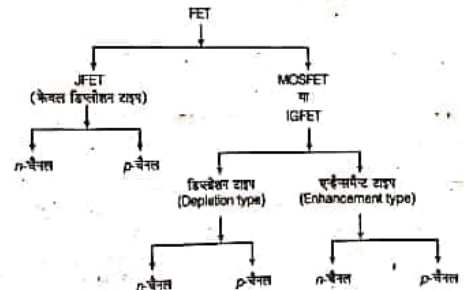 FET
JFET
(केवल डिप्लीशन टाइप)
MOSFET
या
IGFET
n-चैनल
p-चैनल
डिप्लेशन टाइप
(Depletion type)
एन्हैन्समैन्ट टाइप
(Enhancement type)
n-चैनल
p-चैनल
n-चैनल
p-चैनल